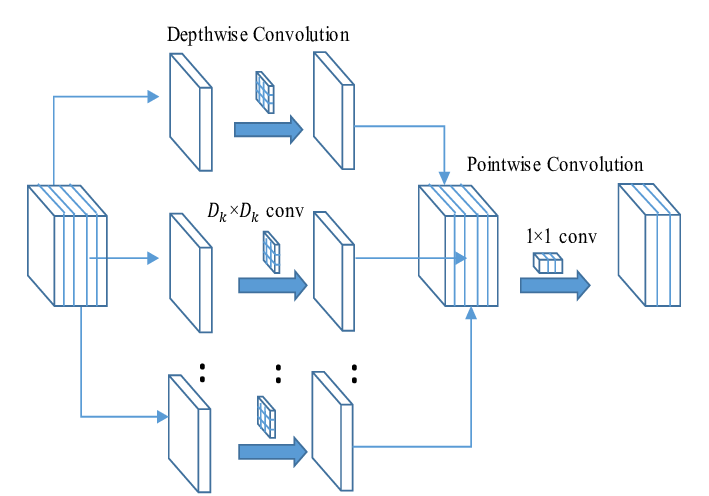 Depthwise Convolution
Pointwise Convolution
D_k×D_k conv
1×1 conv